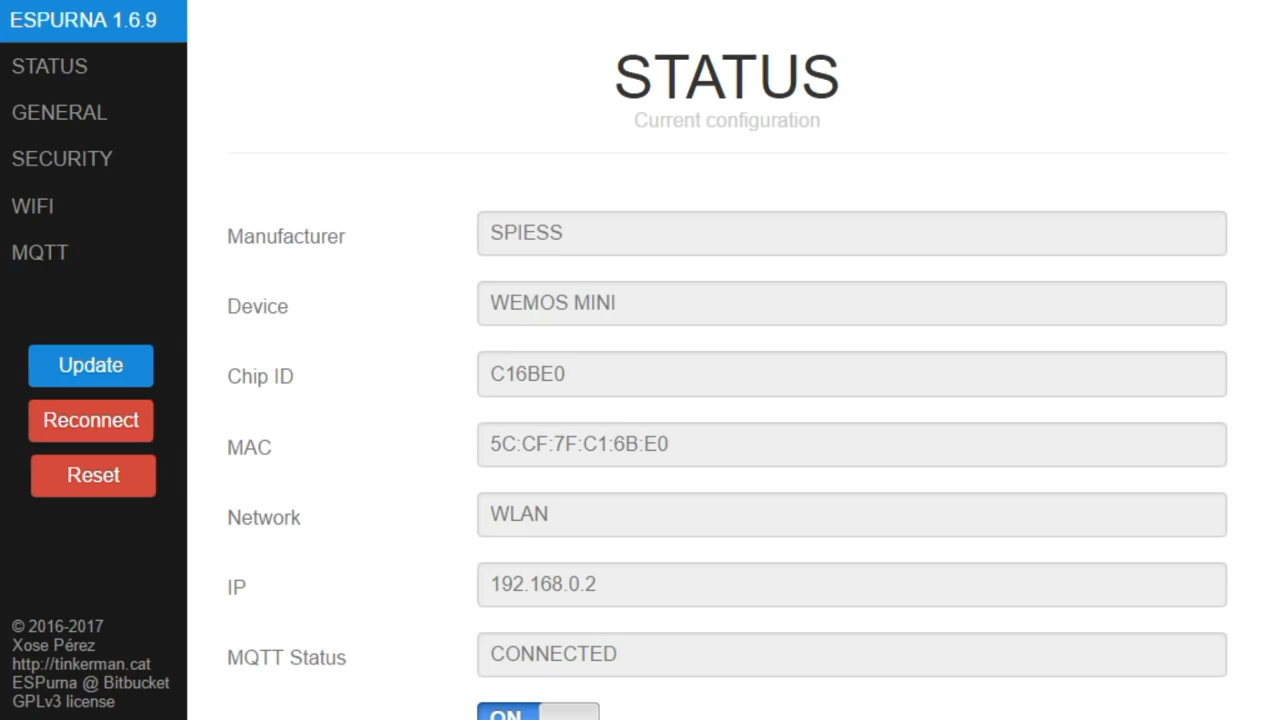 ESPURNA 1.6.9
STATUS
GENERAL
SECURITY
WIFI
MQTT
Update
Reconnect
Reset
© 2016-2017
Xose Pérez
http://tinkerman.cat
ESPurna @ Bitbucket
GPLv3 license
STATUS
Current configuration
Manufacturer SPIESS
Device WEMOS MINI
Chip ID C16BE0
MAC 5C:CF:7F:C1:6B:E0
Network WLAN
IP 192.168.0.2
MQTT Status CONNECTED
ON